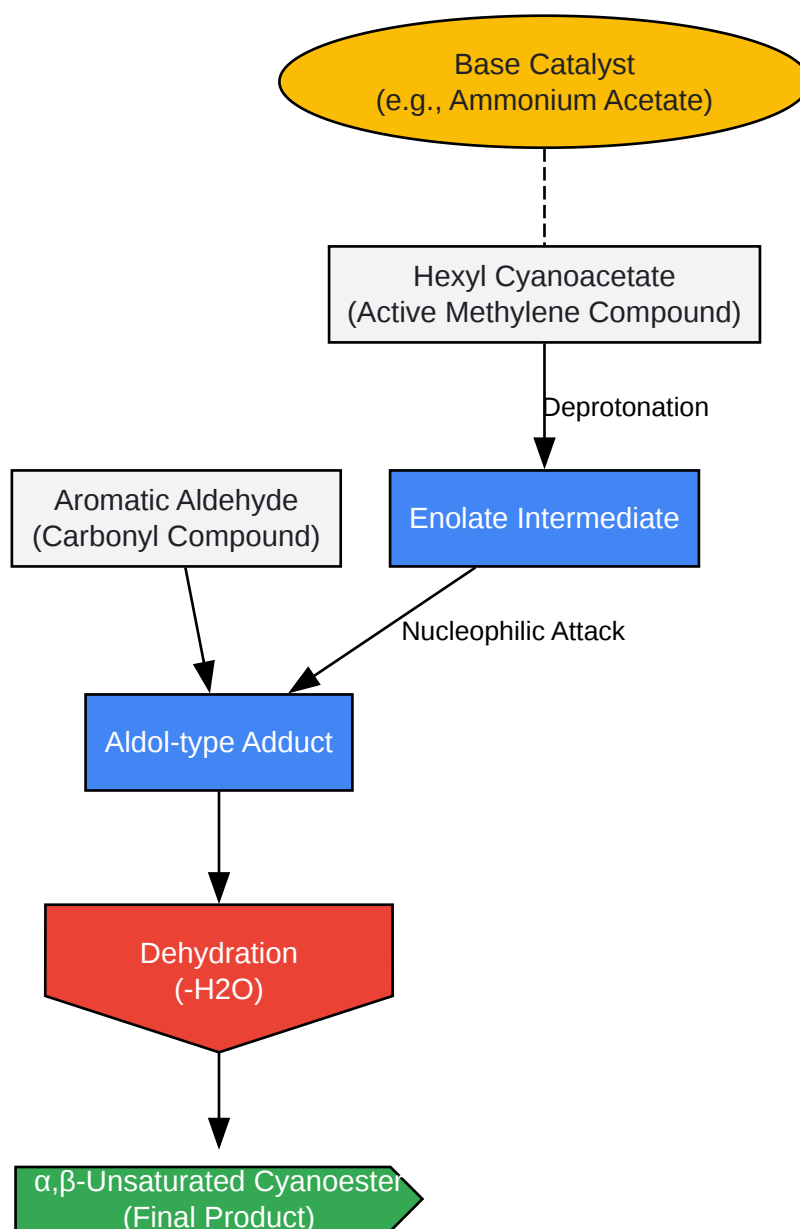 Base Catalyst
(e.g., Ammonium Acetate)
Hexyl Cyanoacetate
(Active Methylene Compound)
Deprotonation
Aromatic Aldehyde
(Carbonyl Compound)
Enolate Intermediate
Nucleophilic Attack
Aldol-type Adduct
Dehydration
(-H2O)
α,β-Unsaturated Cyanoester
(Final Product)